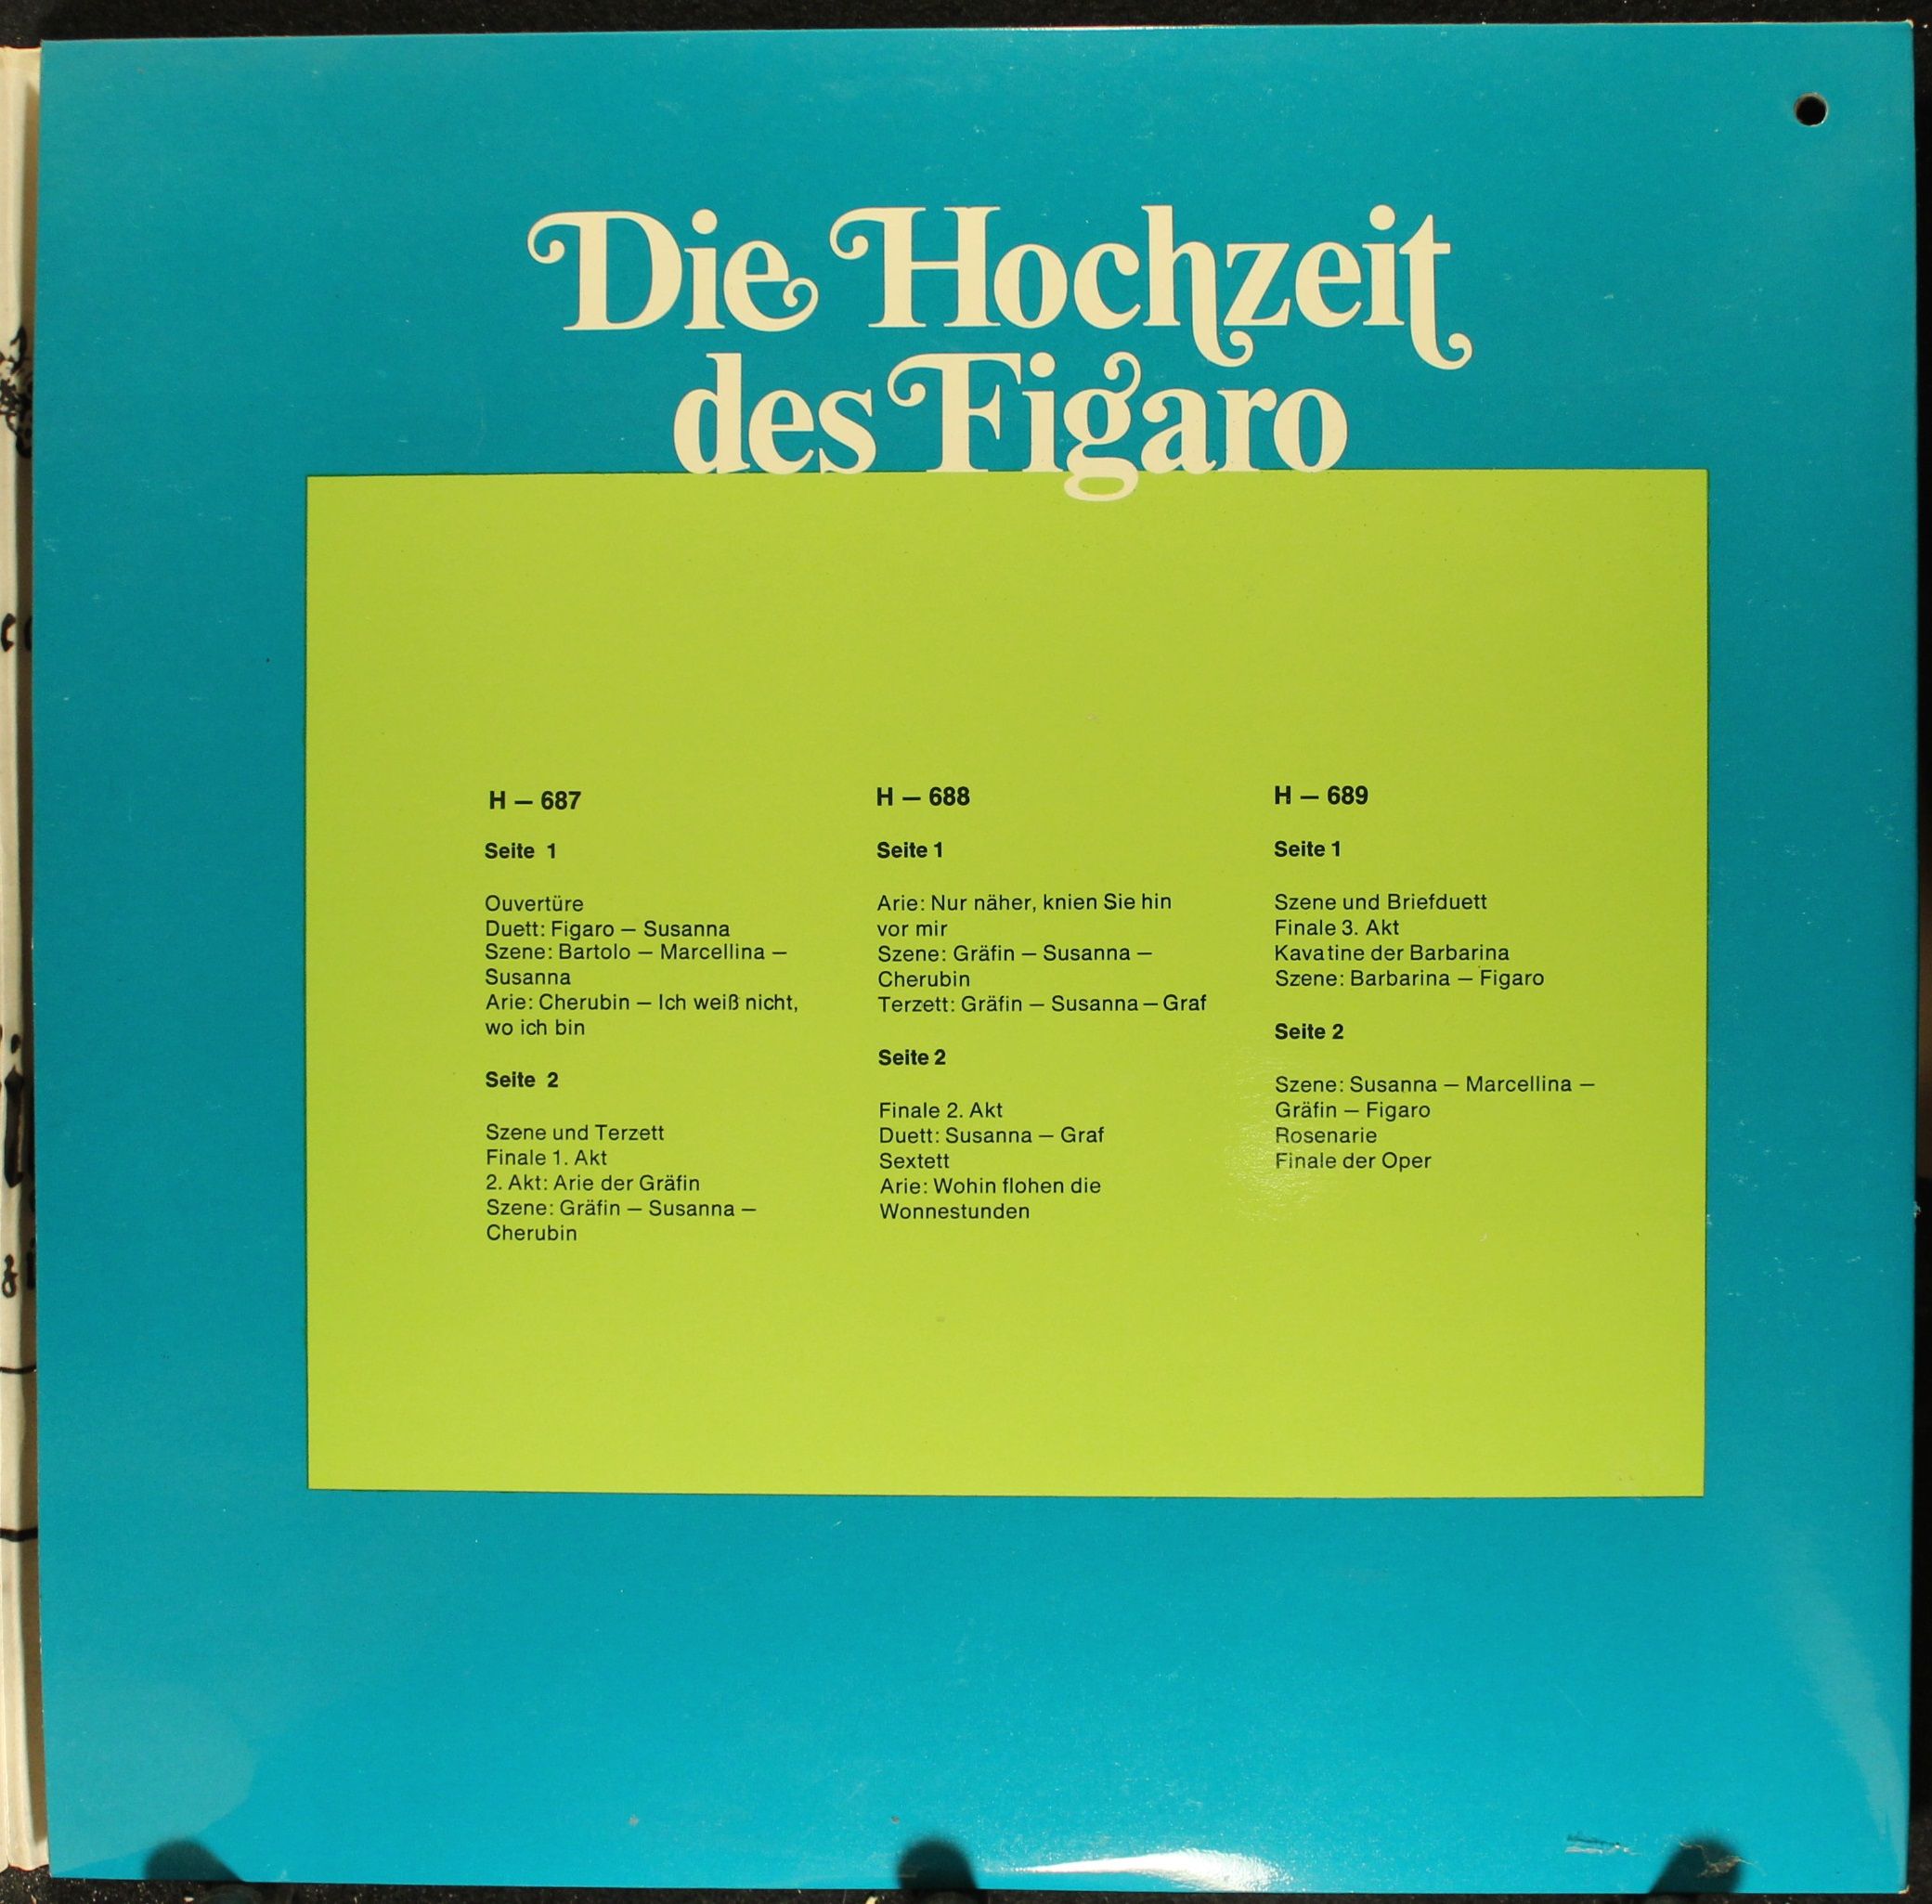 Die Hochzeit
des Figaro
H – 687
Seite 1
Ouvertüre
Duett: Figaro – Susanna
Szene: Bartolo – Marcellina –
Susanna
Arie: Cherubin – Ich weiß nicht,
wo ich bin
Seite 2
Szene und Terzett
Finale 1. Akt
2. Akt: Arie der Gräfin
Szene: Gräfin – Susanna –
Cherubin
H – 688
Seite 1
Arie: Nur näher, knien Sie hin
vor mir
Szene: Gräfin – Susanna –
Cherubin
Terzett: Gräfin – Susanna – Graf
Seite 2
Finale 2. Akt
Duett: Susanna – Graf
Sextett
Arie: Wohin flohen die
Wonnestunden
H – 689
Seite 1
Szene und Briefduett
Finale 3. Akt
Kavatine der Barbarina
Szene: Barbarina – Figaro
Seite 2
Szene: Susanna – Marcellina –
Gräfin – Figaro
Rosenarie
Finale der Oper